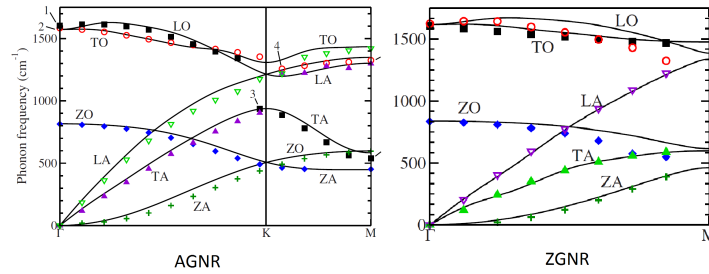 1500
1000
500
0
Phonon frequency (cm⁻¹)
1
2
LO
TO
4
TO
LA
3
TA
ZO
LA
TA
ZO
ZA
ZA
Γ
K
M
AGNR
1500
1000
500
0
LO
TO
LA
ZO
TA
ZA
Γ
M
ZGNR